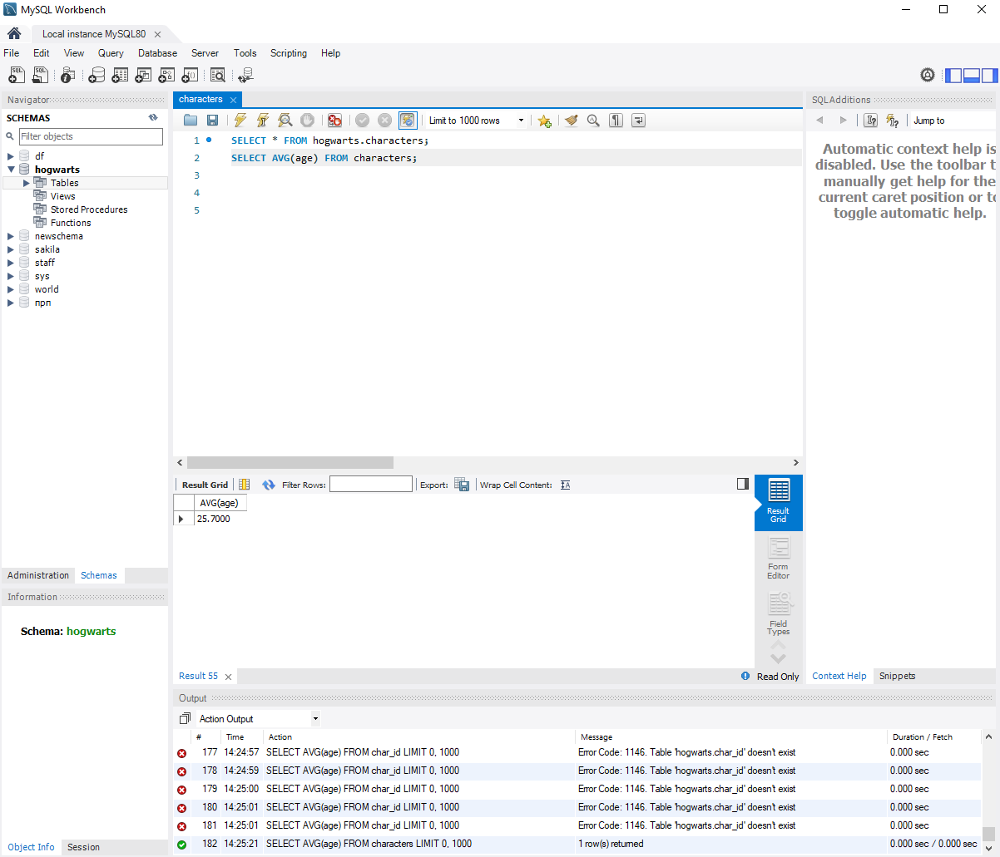 MySQL Workbench
Local instance MySQL80
File Edit View Query Database Server Tools Scripting Help
Navigator
SCHEMAS
Filter objects
df
hogwarts
Tables
Views
Stored Procedures
Functions
newschema
sakila
staff
sys
world
прп
Administration Schemas
Information
Schema: hogwarts
Object Info Session
characters
Limit to 1000 rows
1 SELECT * FROM hogwarts.characters;
2 SELECT AVG(age) FROM characters;
3
4
5
Result Grid Filter Rows: Export: Wrap Cell Content:
AVG(age)
25.7000
Result
Grid
Form
Editor
Field
Types
Result 55 Read Only
SQLAdditions
Jump to
Automatic context help is
disabled. Use the toolbar t
manually get help for the
current caret position or to
toggle automatic help.
Context Help Snippets
Output
Action Output
# Time Action Message Duration / Fetch
177 14:24:57 SELECT AVG(age) FROM char_id LIMIT 0, 1000 Error Code: 1146. Table 'hogwarts.char_id' doesn't exist 0.000 sec
178 14:24:59 SELECT AVG(age) FROM char_id LIMIT 0, 1000 Error Code: 1146. Table 'hogwarts.char_id' doesn't exist 0.000 sec
179 14:25:00 SELECT AVG(age) FROM char_id LIMIT 0, 1000 Error Code: 1146. Table 'hogwarts.char_id' doesn't exist 0.000 sec
180 14:25:01 SELECT AVG(age) FROM char_id LIMIT 0, 1000 Error Code: 1146. Table 'hogwarts.char_id' doesn't exist 0.000 sec
181 14:25:01 SELECT AVG(age) FROM char_id LIMIT 0, 1000 Error Code: 1146. Table 'hogwarts.char_id' doesn't exist 0.000 sec
182 14:25:21 SELECT AVG(age) FROM characters LIMIT 0, 1000 1 row(s) returned 0.000 sec / 0.000 sec